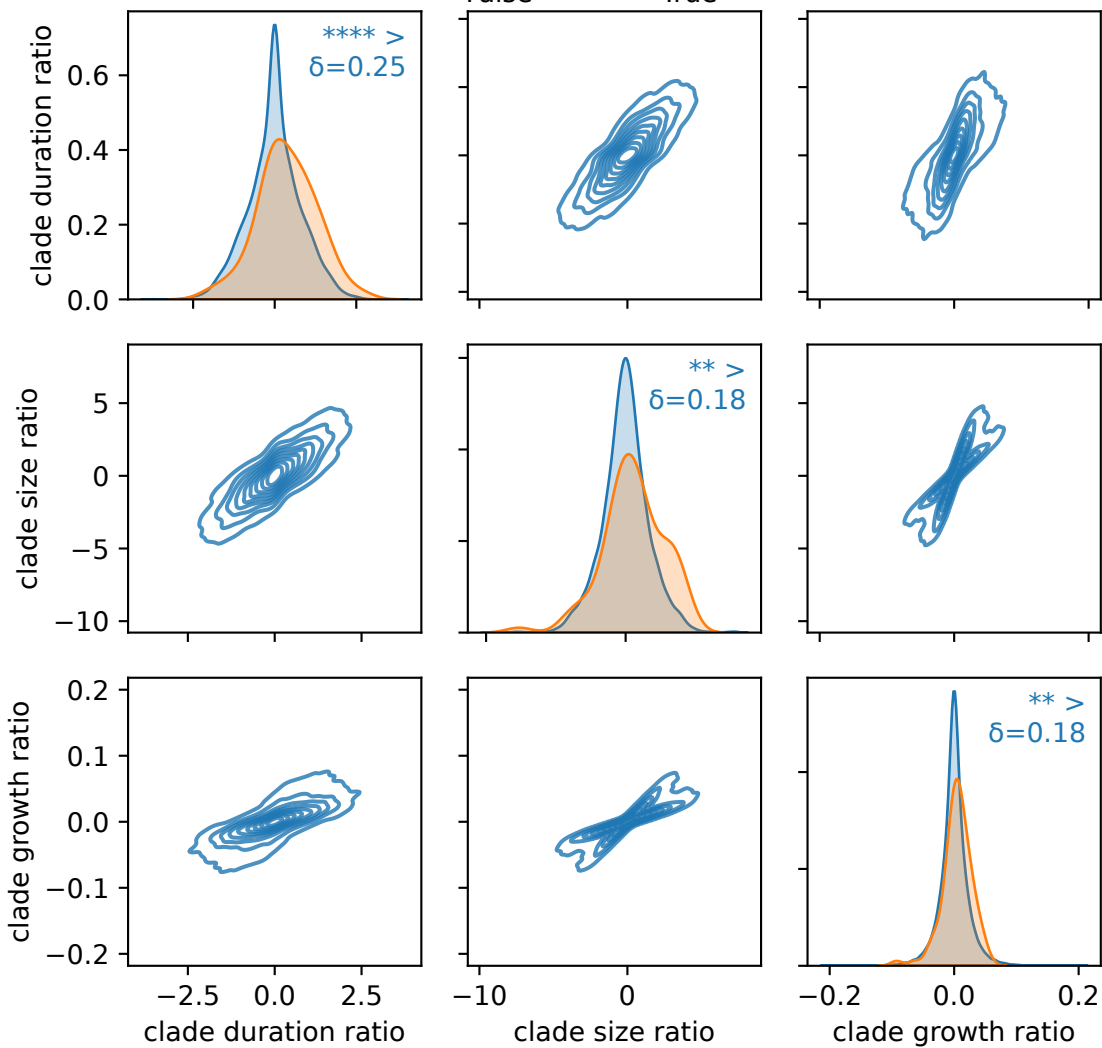 True
clade duration ratio
0.6
0.4
0.2
0.0
**** >
δ=0.25
clade size ratio
5
0
−5
−10
** >
δ=0.18
clade growth ratio
0.2
0.1
0.0
−0.1
−0.2
** >
δ=0.18
−2.5 0.0 2.5
−10 0
−0.2 0.0 0.2
clade duration ratio
clade size ratio
clade growth ratio